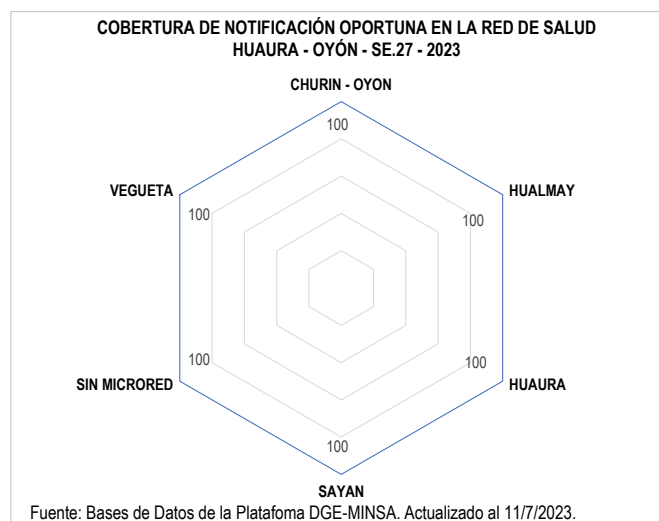 COBERTURA DE NOTIFICACIÓN OPORTUNA EN LA RED DE SALUD
HUAURA - OYÓN - SE.27 - 2023
CHURIN - OYON
100
VEGUETA
HUALMAY
100
100
100
100
SIN MICRORED
HUAURA
100
SAYAN
Fuente: Bases de Datos de la Platafoma DGE-MINSA. Actualizado al 11/7/2023.